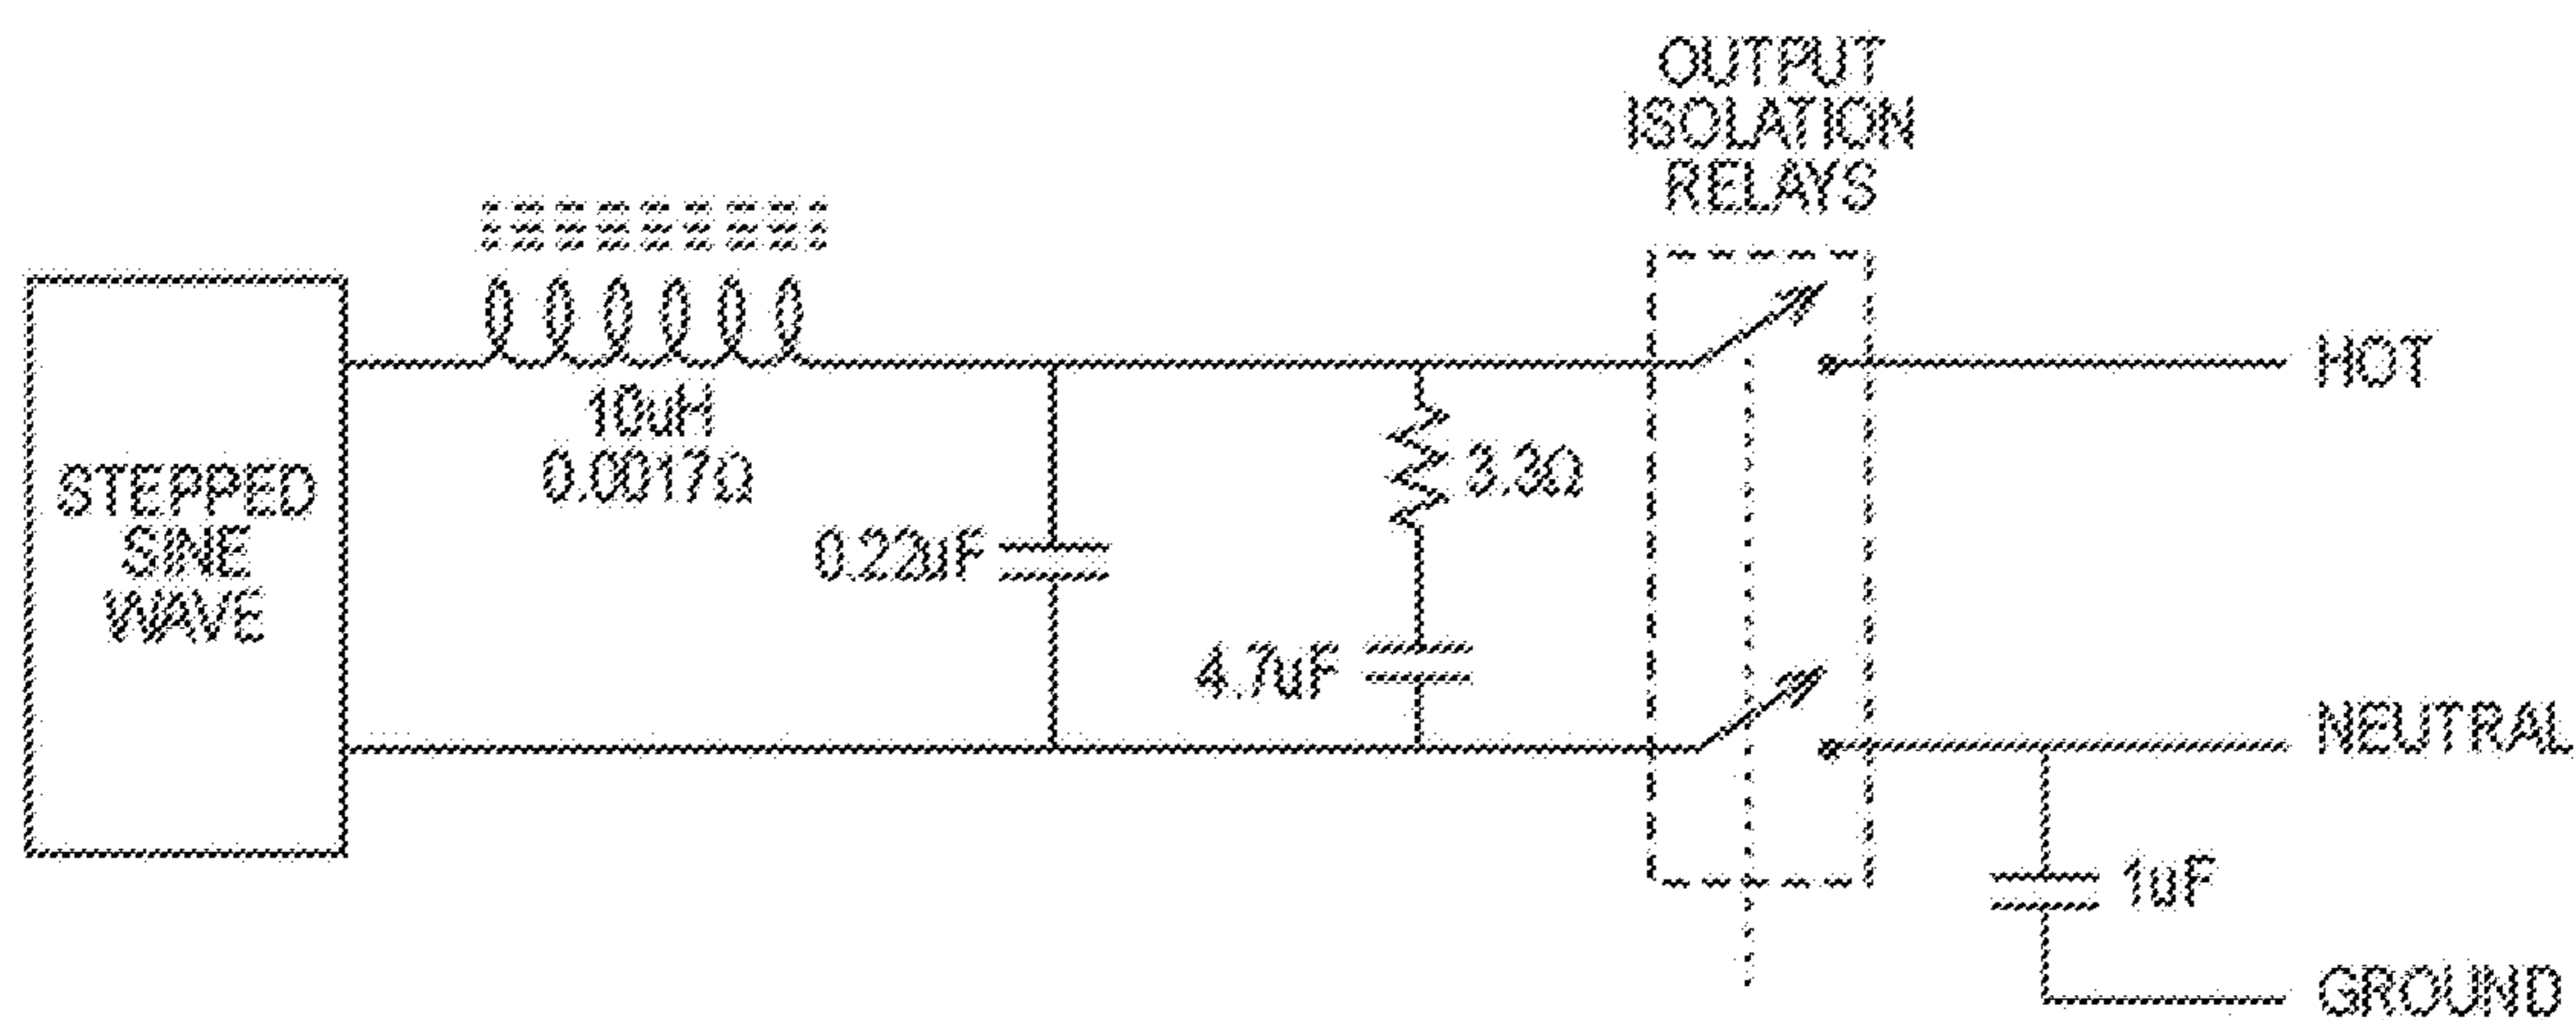 OUTPUT
ISOLATION
RELAYS
HOT
10uH
0.0017Ω
3.3Ω
STEPPED
SINE
WAVE
0.22uF
4.7uF
NEUTRAL
1uF
GROUND